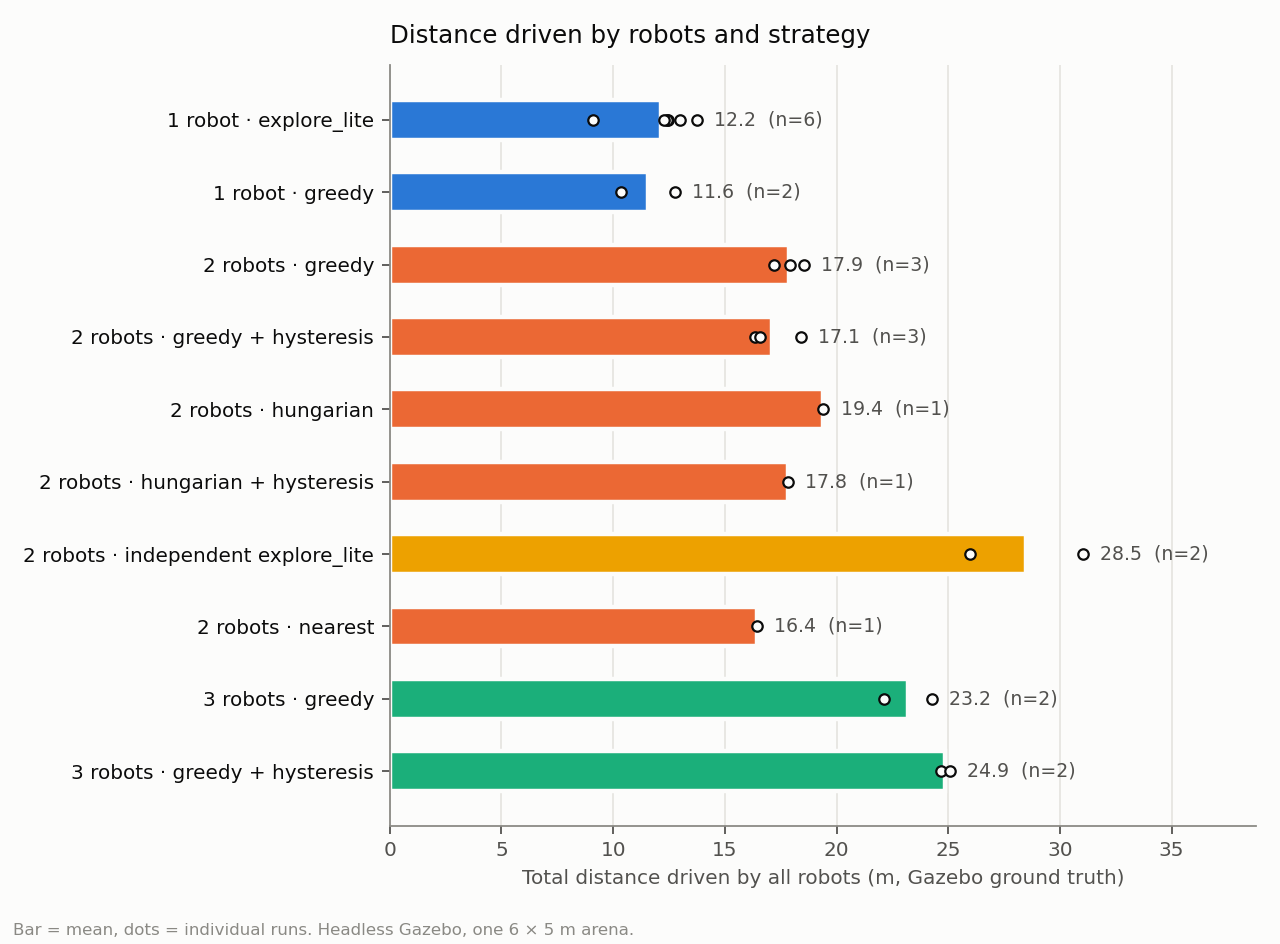 Distance driven by robots and strategy
1 robot · explore_lite
12.2 (n=6)
1 robot · greedy
11.6 (n=2)
2 robots · greedy
17.9 (n=3)
2 robots · greedy + hysteresis
17.1 (n=3)
2 robots · hungarian
19.4 (n=1)
2 robots · hungarian + hysteresis
17.8 (n=1)
2 robots · independent explore_lite
28.5 (n=2)
2 robots · nearest
16.4 (n=1)
3 robots · greedy
23.2 (n=2)
3 robots · greedy + hysteresis
24.9 (n=2)
0 5 10 15 20 25 30 35
Total distance driven by all robots (m, Gazebo ground truth)
Bar = mean, dots = individual runs. Headless Gazebo, one 6 × 5 m arena.